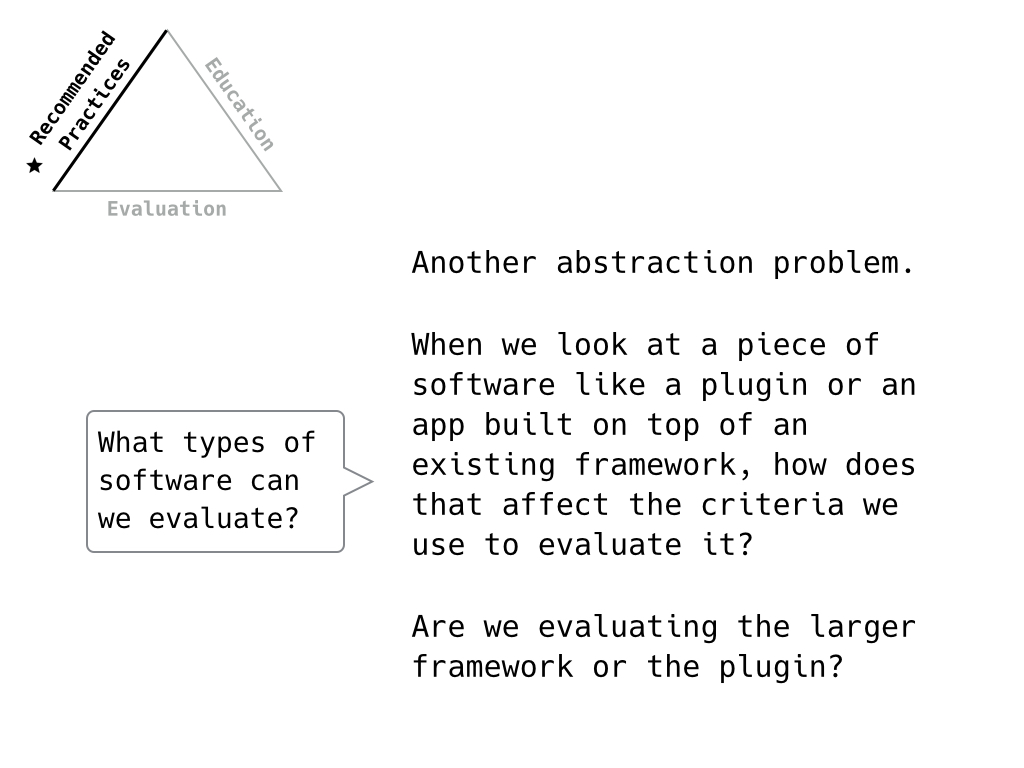 ★ Recommended
Practices
Education
Evaluation
Another abstraction problem.
When we look at a piece of
software like a plugin or an
app built on top of an
existing framework, how does
that affect the criteria we
use to evaluate it?
What types of
software can
we evaluate?
Are we evaluating the larger
framework or the plugin?